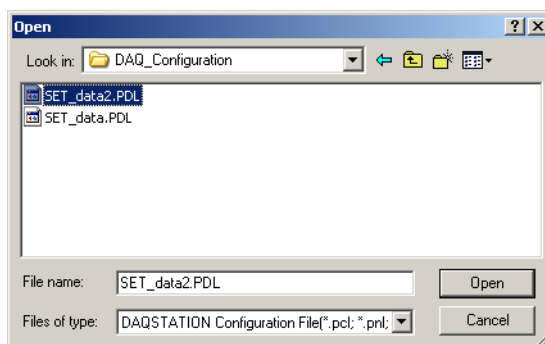 Open
Look in: DAQ_Configuration
SET_data2.PDL
SET_data.PDL
File name: SET_data2.PDL Open
Files of type: DAQSTATION Configuration File(*.pcl; *.pnl; Cancel